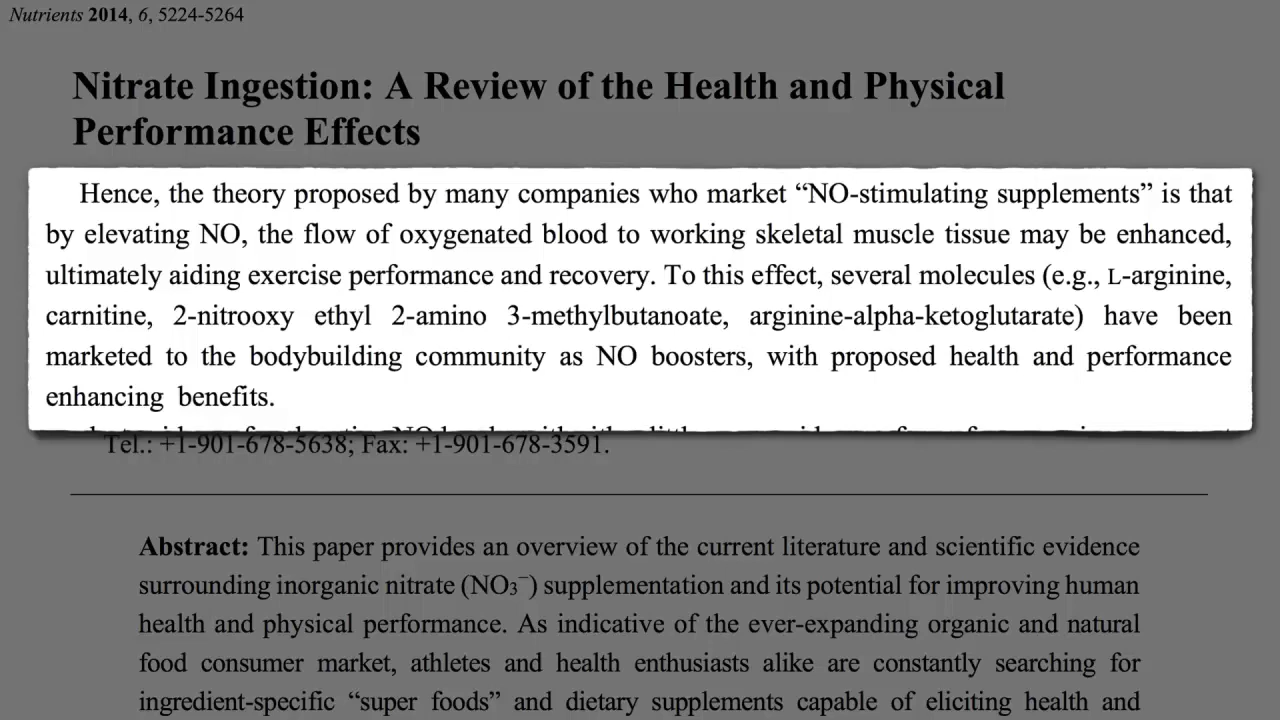 Nutrients 2014, 6, 5224-5264
Nitrate Ingestion: A Review of the Health and Physical
Performance Effects
Hence, the theory proposed by many companies who market “NO-stimulating supplements” is that
by elevating NO, the flow of oxygenated blood to working skeletal muscle tissue may be enhanced,
ultimately aiding exercise performance and recovery. To this effect, several molecules (e.g., L-arginine,
carnitine, 2-nitrooxy ethyl 2-amino 3-methylbutanoate, arginine-alpha-ketoglutarate) have been
marketed to the bodybuilding community as NO boosters, with proposed health and performance
enhancing benefits.
Tel.: +1-901-678-5638; Fax: +1-901-678-3591.
Abstract: This paper provides an overview of the current literature and scientific evidence
surrounding inorganic nitrate (NO₃⁻) supplementation and its potential for improving human
health and physical performance. As indicative of the ever-expanding organic and natural
food consumer market, athletes and health enthusiasts alike are constantly searching for
ingredient-specific “super foods” and dietary supplements capable of eliciting health and